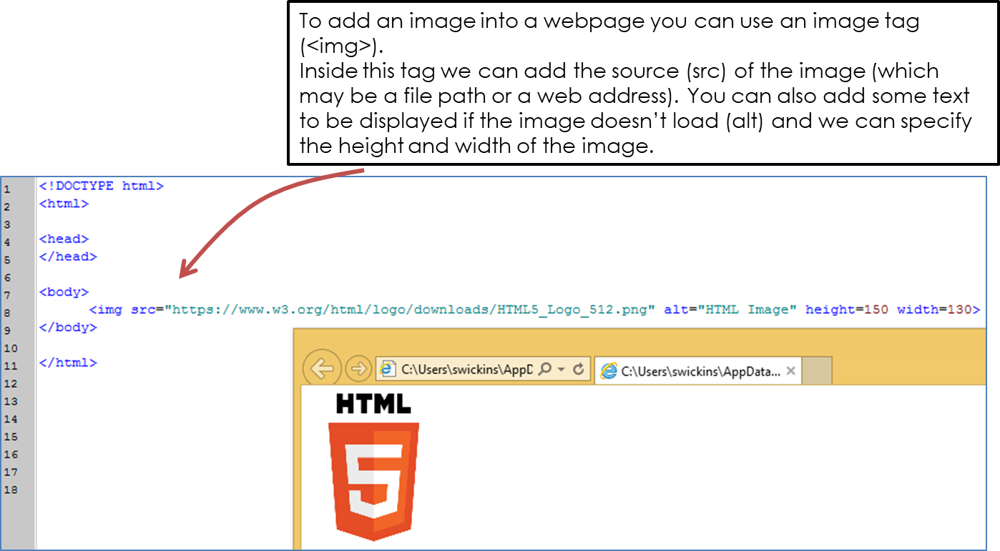 To add an image into a webpage you can use an image tag
(<img>).
Inside this tag we can add the source (src) of the image (which
may be a file path or a web address). You can also add some text
to be displayed if the image doesn’t load (alt) and we can specify
the height and width of the image.
1 <!DOCTYPE html>
2 <html>
3
4 <head>
5 </head>
6
7 <body>
8 <img src="https://www.w3.org/html/logo/downloads/HTML5_Logo_512.png" alt="HTML Image" height=150 width=130>
9 </body>
10
11 </html>
12
13
14
15
16
17
18
C:\Users\swickins\AppD
C:\Users\swickins\AppData...
HTML
5